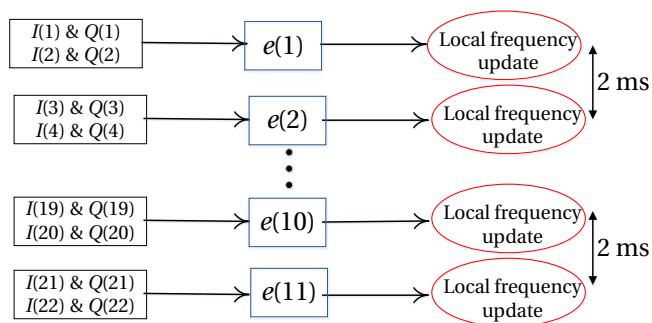 I(1) & Q(1)
I(2) & Q(2)
e(1)
Local frequency
update
2 ms
I(3) & Q(3)
I(4) & Q(4)
e(2)
Local frequency
update
I(19) & Q(19)
I(20) & Q(20)
e(10)
Local frequency
update
2 ms
I(21) & Q(21)
I(22) & Q(22)
e(11)
Local frequency
update